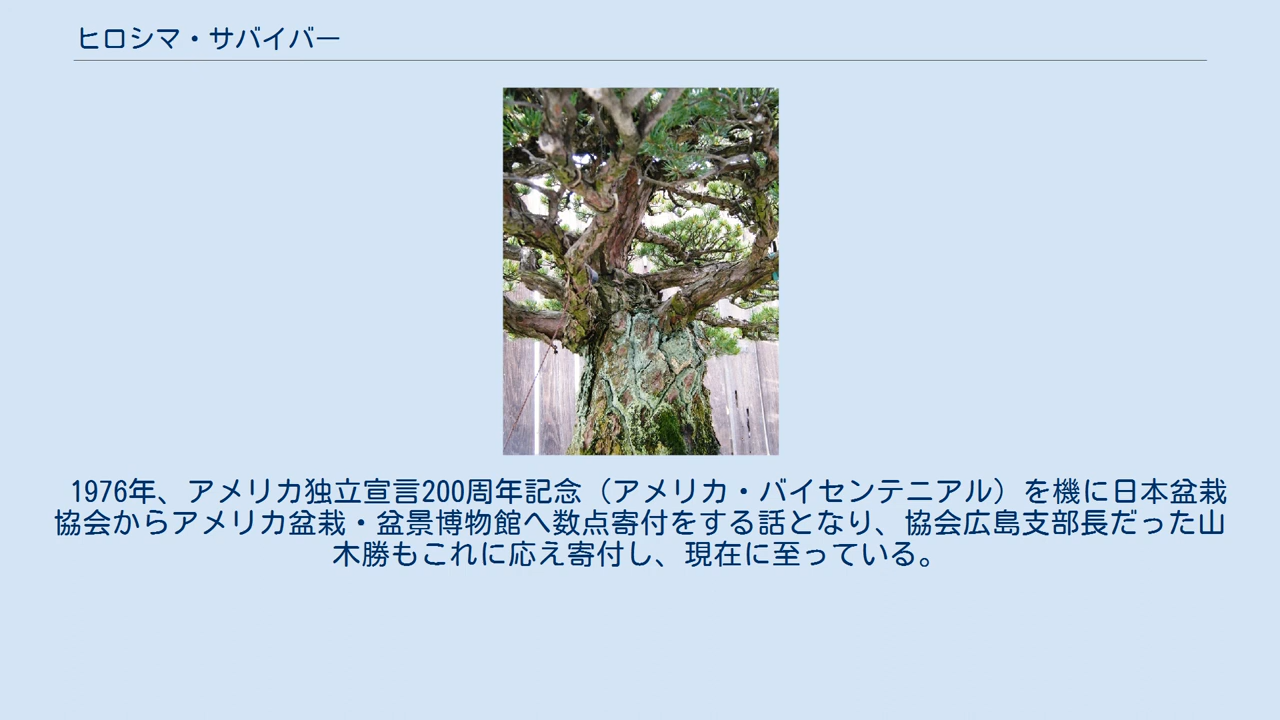 ヒロシマ・サバイバー
1976年、アメリカ独立宣言200周年記念（アメリカ・バイセンテニアル）を機に日本盆栽
協会からアメリカ盆栽・盆景博物館へ数点寄付をする話となり、協会広島支部長だった山
木勝もこれに応え寄付し、現在に至っている。